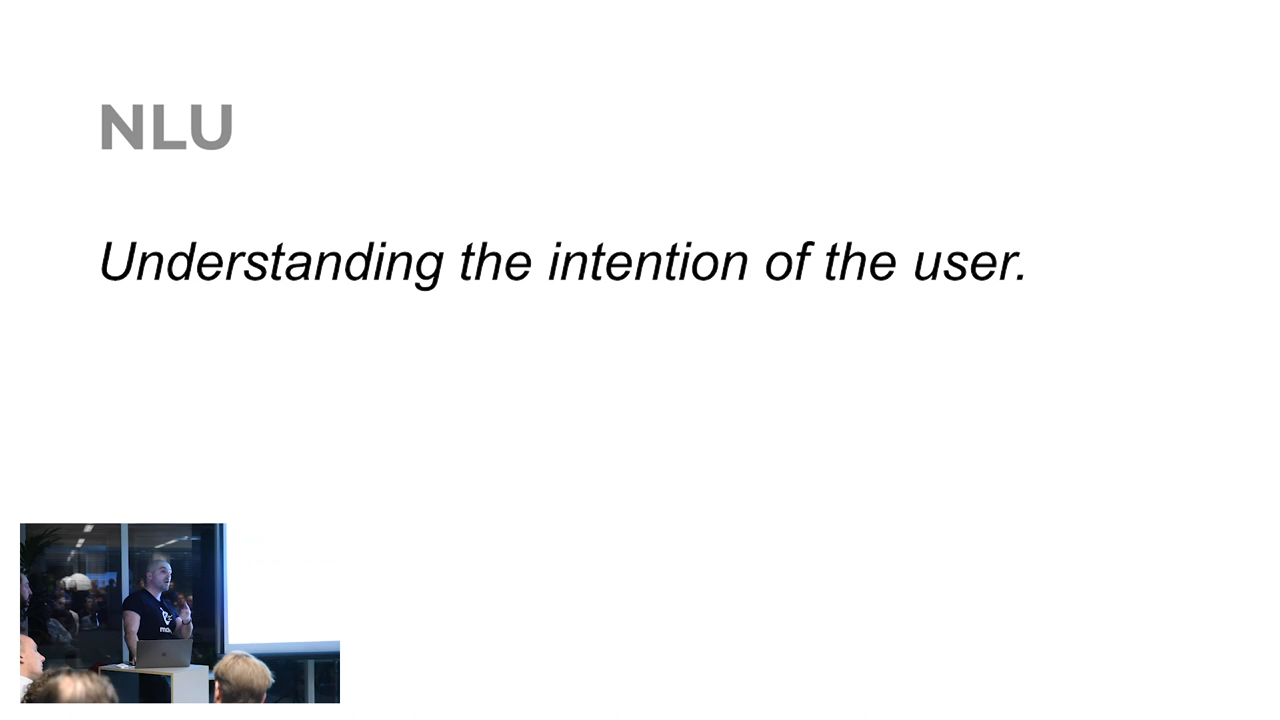 NLU
Understanding the intention of the user.